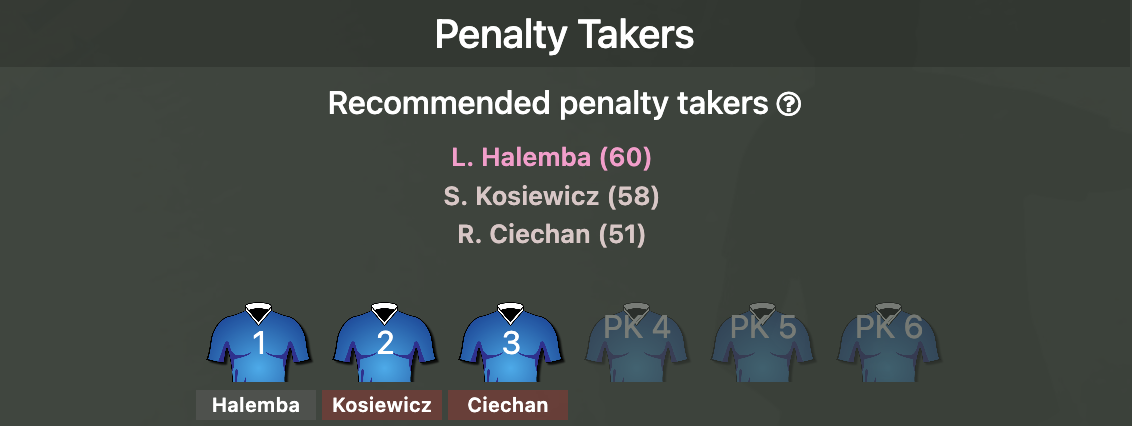 Penalty Takers
Recommended penalty takers ?
L. Halemba (60)
S. Kosiewicz (58)
R. Ciechan (51)
1 2 3 PK 4 PK 5 PK 6
Halemba Kosiewicz Ciechan